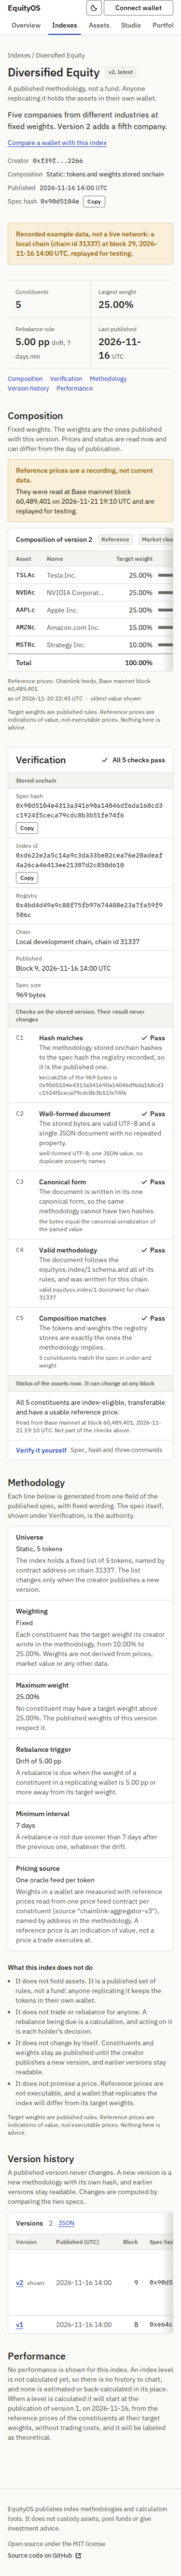 EquityOS
Connect wallet
Overview Indexes Assets Studio Portfol
Indexes / Diversified Equity
Diversified Equity v2, latest
A published methodology, not a fund. Anyone
replicating it holds the assets in their own wallet.
Five companies from different industries at
fixed weights. Version 2 adds a fifth company.
Compare a wallet with this index
Creator 0xf39f...2266
Composition Static: tokens and weights stored onchain
Published 2026-11-16 14:00 UTC
Spec hash 0x90d5104e Copy
Recorded example data, not a live network: a
local chain (chain id 31337) at block 29, 2026-
11-16 14:00 UTC, replayed for testing.
Constituents
5
Largest weight
25.00%
Rebalance rule
5.00 pp drift, 7
days min
Last published
2026-11-
16 UTC
Composition Verification Methodology
Version history Performance
Composition
Fixed weights. The weights are the ones published
with this version. Prices and status are read now and
can differ from the day of publication.
Reference prices are a recording, not current
data.
They were read at Base mainnet block
60,489,401 on 2026-11-21 19:10 UTC and are
replayed for testing.
Composition of version 2 Reference Market clos
Asset Name Target weight
TSLAc Tesla Inc. 25.00%
NVDAc NVIDIA Corporat... 25.00%
AAPLc Apple Inc. 25.00%
AMZNc Amazon.com Inc. 15.00%
MSTRc Strategy Inc. 10.00%
Total 100.00%
Reference prices: Chainlink feeds, Base mainnet block
60,489,401
as of 2026-11-20 22:43 UTC · oldest value shown
Target weights are published rules. Reference prices are
indications of value, not executable prices. Nothing here is
advice.
Verification All 5 checks pass
Stored onchain
Spec hash
0x90d5104e4313a341690a14046df6da168cd3
c1924f5ceca79cdc8b3b51fe74f6
Copy
Index id
0xd622e2a5c14a9c3da33be82cea76e20adeaf
4a26ca46413ee21307d2c850d610
Copy
Registry
0x4bd4d49a9c88f75fb97674488e23a7fa59f9
506c
Chain
Local development chain, chain id 31337
Published
Block 9, 2026-11-16 14:00 UTC
Spec size
969 bytes
Checks on the stored version. Their result never
changes
C1 Hash matches Pass
The methodology stored onchain hashes
to the spec hash the registry recorded, so
it is the published one.
keccak256 of the 969 bytes is
0x90d5104e4313a341690a14046df6da168cd3
c1924f5ceca79cdc8b3b51fe74f6
C2 Well-formed document Pass
The stored bytes are valid UTF-8 and a
single JSON document with no repeated
property.
well-formed UTF-8, one JSON value, no
duplicate property names
C3 Canonical form Pass
The document is written in its one
canonical form, so the same
methodology cannot have two hashes.
the bytes equal the canonical serialization of
the parsed value
C4 Valid methodology Pass
The document follows the
equityos.index/1 schema and all of its
rules, and was written for this chain.
valid equityos.index/1 document for chain
31337
C5 Composition matches Pass
The tokens and weights the registry
stores are exactly the ones the
methodology implies.
5 constituents match the spec in order and
weight
Status of the assets now. It can change at any block
All 5 constituents are index-eligible, transferable
and have a usable reference price.
Read from Base mainnet at block 60,489,401, 2026-11-
21 19:10 UTC. Not part of the checks above.
Verify it yourself Spec, hash and three commands
Methodology
Each line below is generated from one field of the
published spec, with fixed wording. The spec itself,
shown under Verification, is the authority.
Universe
Static, 5 tokens
The index holds a fixed list of 5 tokens, named by
contract address on chain 31337. The list
changes only when the creator publishes a new
version.
Weighting
Fixed
Each constituent has the target weight its creator
wrote in the methodology, from 10.00% to
25.00%. Weights are not derived from prices,
market value or any other data.
Maximum weight
25.00%
No constituent may have a target weight above
25.00%. The published weights of this version
respect it.
Rebalance trigger
Drift of 5.00 pp
A rebalance is due when the weight of a
constituent in a replicating wallet is 5.00 pp or
more away from its target weight.
Minimum interval
7 days
A rebalance is not due sooner than 7 days after
the previous one, whatever the drift.
Pricing source
One oracle feed per token
Weights in a wallet are measured with reference
prices read from one price feed contract per
constituent (source "chainlink-aggregator-v3"),
named by address in the methodology. A
reference price is an indication of value, not a
price a trade executes at.
What this index does not do
It does not hold assets. It is a published set of
rules, not a fund: anyone replicating it keeps the
tokens in their own wallet.
It does not trade or rebalance for anyone. A
rebalance being due is a calculation, and acting on it
is each holder's decision.
It does not change by itself. Constituents and
weights stay as published until the creator
publishes a new version, and earlier versions stay
readable.
It does not promise a price. Reference prices are
not executable, and a wallet that replicates the
index will differ from its target weights.
Target weights are published rules. Reference prices are
indications of value, not executable prices. Nothing here is
advice.
Version history
A published version never changes. A new version is a
new methodology with its own hash, and earlier
versions stay readable. Changes are computed by
comparing the two specs.
Versions 2 JSON
Version Published (UTC) Block Spec has
v2 shown 2026-11-16 14:00 9 0x90d5
v1 2026-11-16 14:00 8 0xe64c
Performance
No performance is shown for this index. An index level
is not calculated yet, so there is no history to chart,
and none is estimated or back-calculated in its place.
When a level is calculated it will start at the
publication of version 1, on 2026-11-16, from the
reference prices of the constituents at their target
weights, without trading costs, and it will be labeled
as theoretical.
EquityOS publishes index methodologies and calculation
tools. It does not custody assets, pool funds or give
investment advice.
Open source under the MIT license
Source code on GitHub